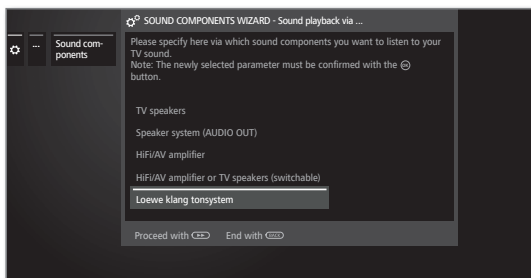 SOUND COMPONENTS WIZARD - Sound playback via ...
... Sound com-
ponents
Please specify here via which sound components you want to listen to your
TV sound.
Note: The newly selected parameter must be confirmed with the OK
button.
TV speakers
Speaker system (AUDIO OUT)
HiFi/AV amplifier
HiFi/AV amplifier or TV speakers (switchable)
Loewe klang tonsystem
Proceed with End with BACK